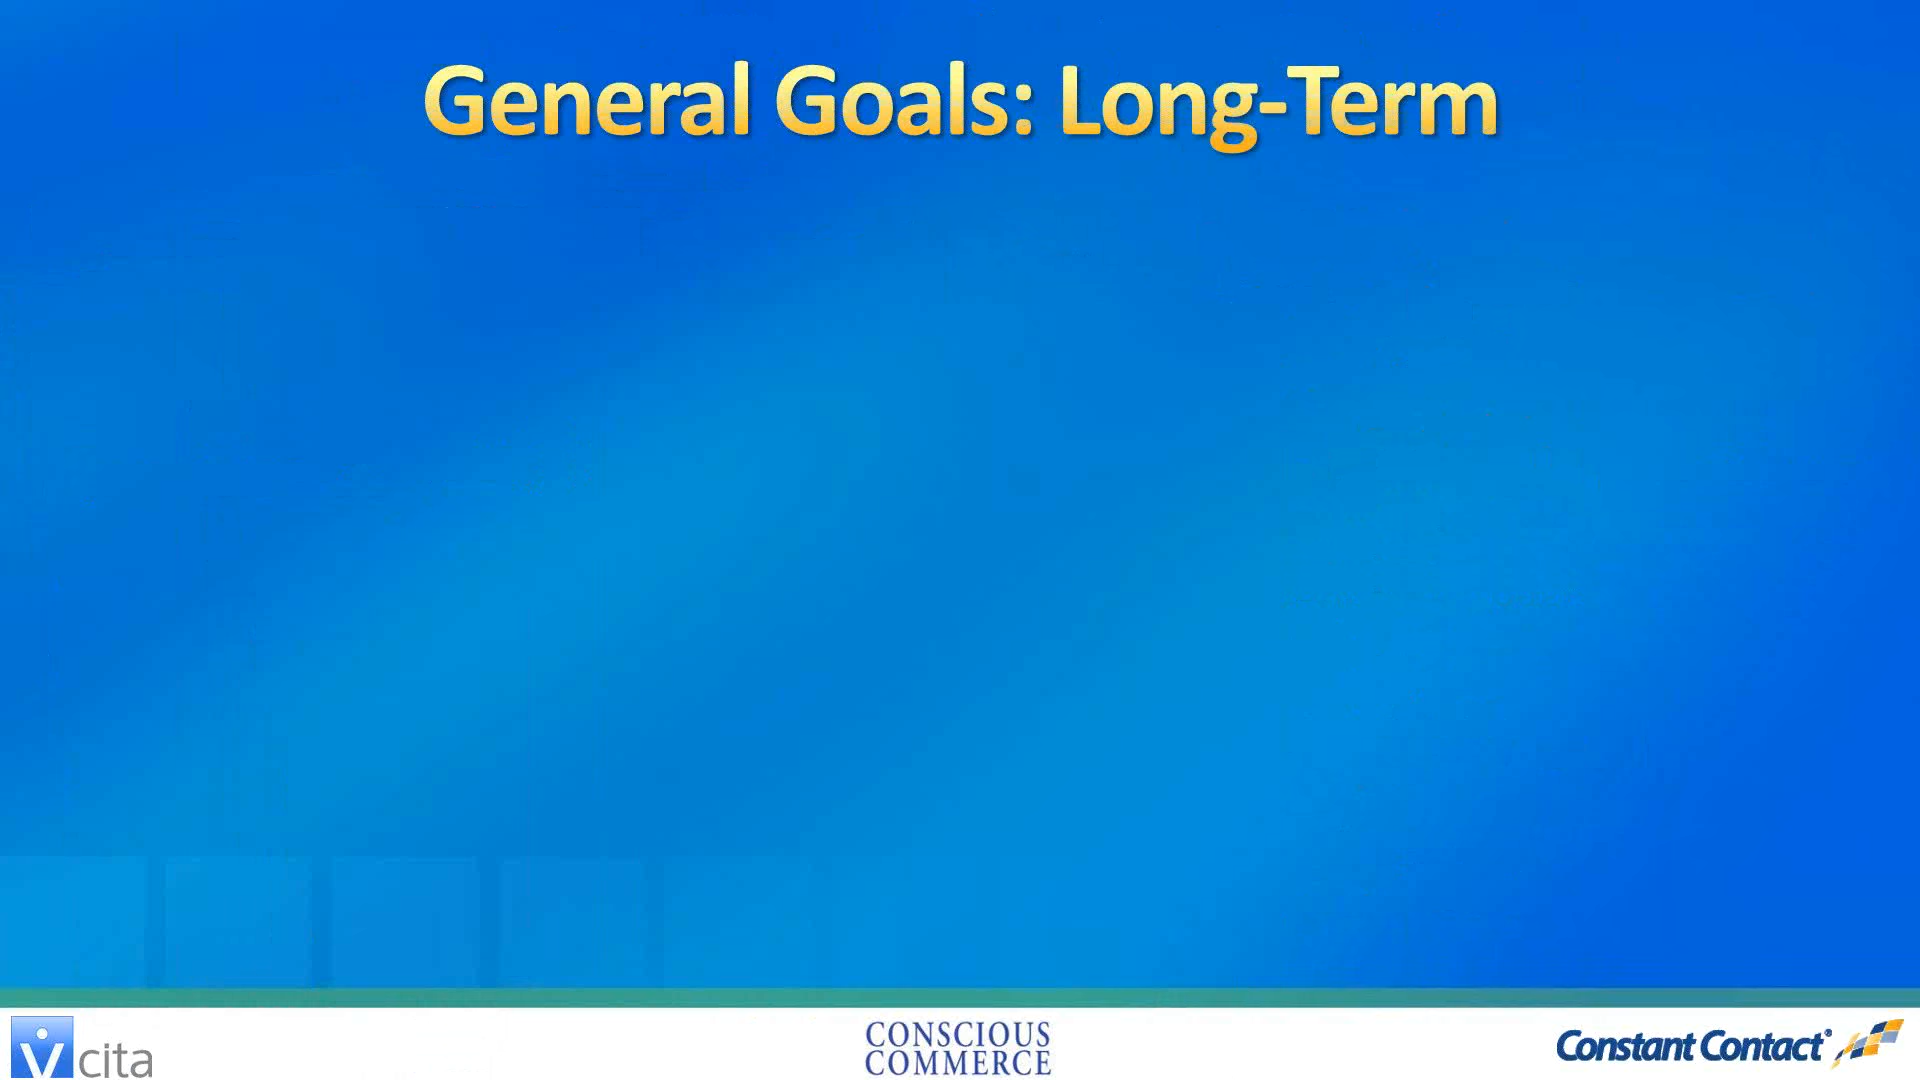 General Goals: Long-Term
vcita
CONSCIOUS
COMMERCE
Constant Contact®